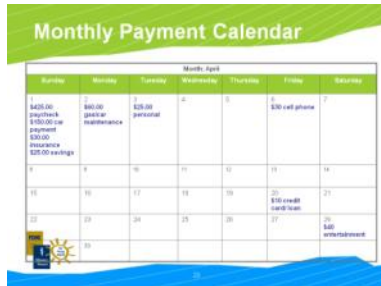 Monthly Payment Calendar
Month: April
Sunday Monday Tuesday Wednesday Thursday Friday Saturday
1 2 3 4 5 6 7
$425.00 paycheck
$150.00 car payment
$30.00 insurance
$25.00 savings
$60.00 gas/car maintenance
$25.00 personal
$30 cell phone
8 9 10 11 12 13 14
15 16 17 18 19 20 21
$10 credit card/loan
22 23 24 25 26 27 28
$40 entertainment